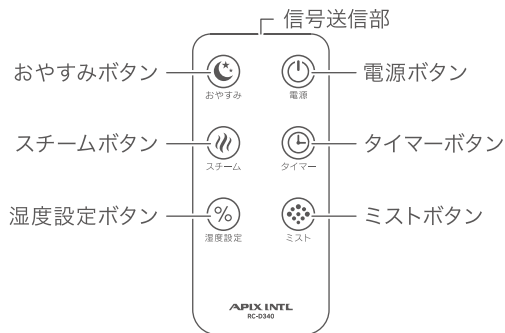 信号送信部
おやすみボタン
電源ボタン
おやすみ
電源
スチームボタン
タイマーボタン
スチーム
タイマー
湿度設定ボタン
%
ミストボタン
湿度設定
ミスト
APIX INTL
RC-D340